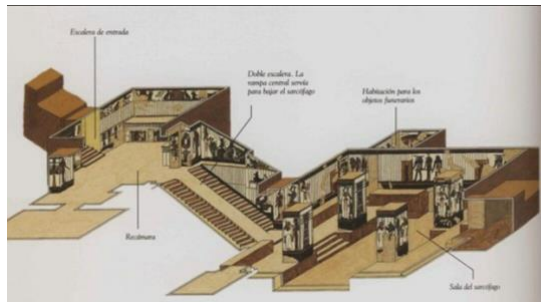 Escalera de entrada
Doble escalera. La
rampa central servía
para bajar el sarcófago
Habitación para los
objetos funerarios
Recámara
Sala del sarcófago